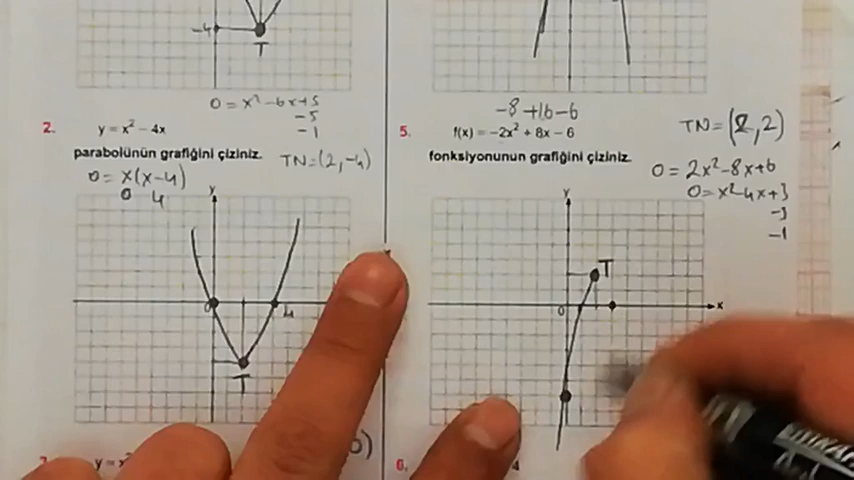 -4
T
0 = x² - 6x + 5
-5
-1
2. y = x² - 4x
parabolünün grafiğini çiziniz.
TN = (2, -4)
0 = x(x-4)
0 4
y
0
4
T
-8 + 16 - 6
5. f(x) = -2x² + 8x - 6
fonksiyonunun grafiğini çiziniz.
TN = (2, 2)
0 = 2x² - 8x + 6
0 = x² - 4x + 3
-3
-1
y
T
0
x
y = x²
6.